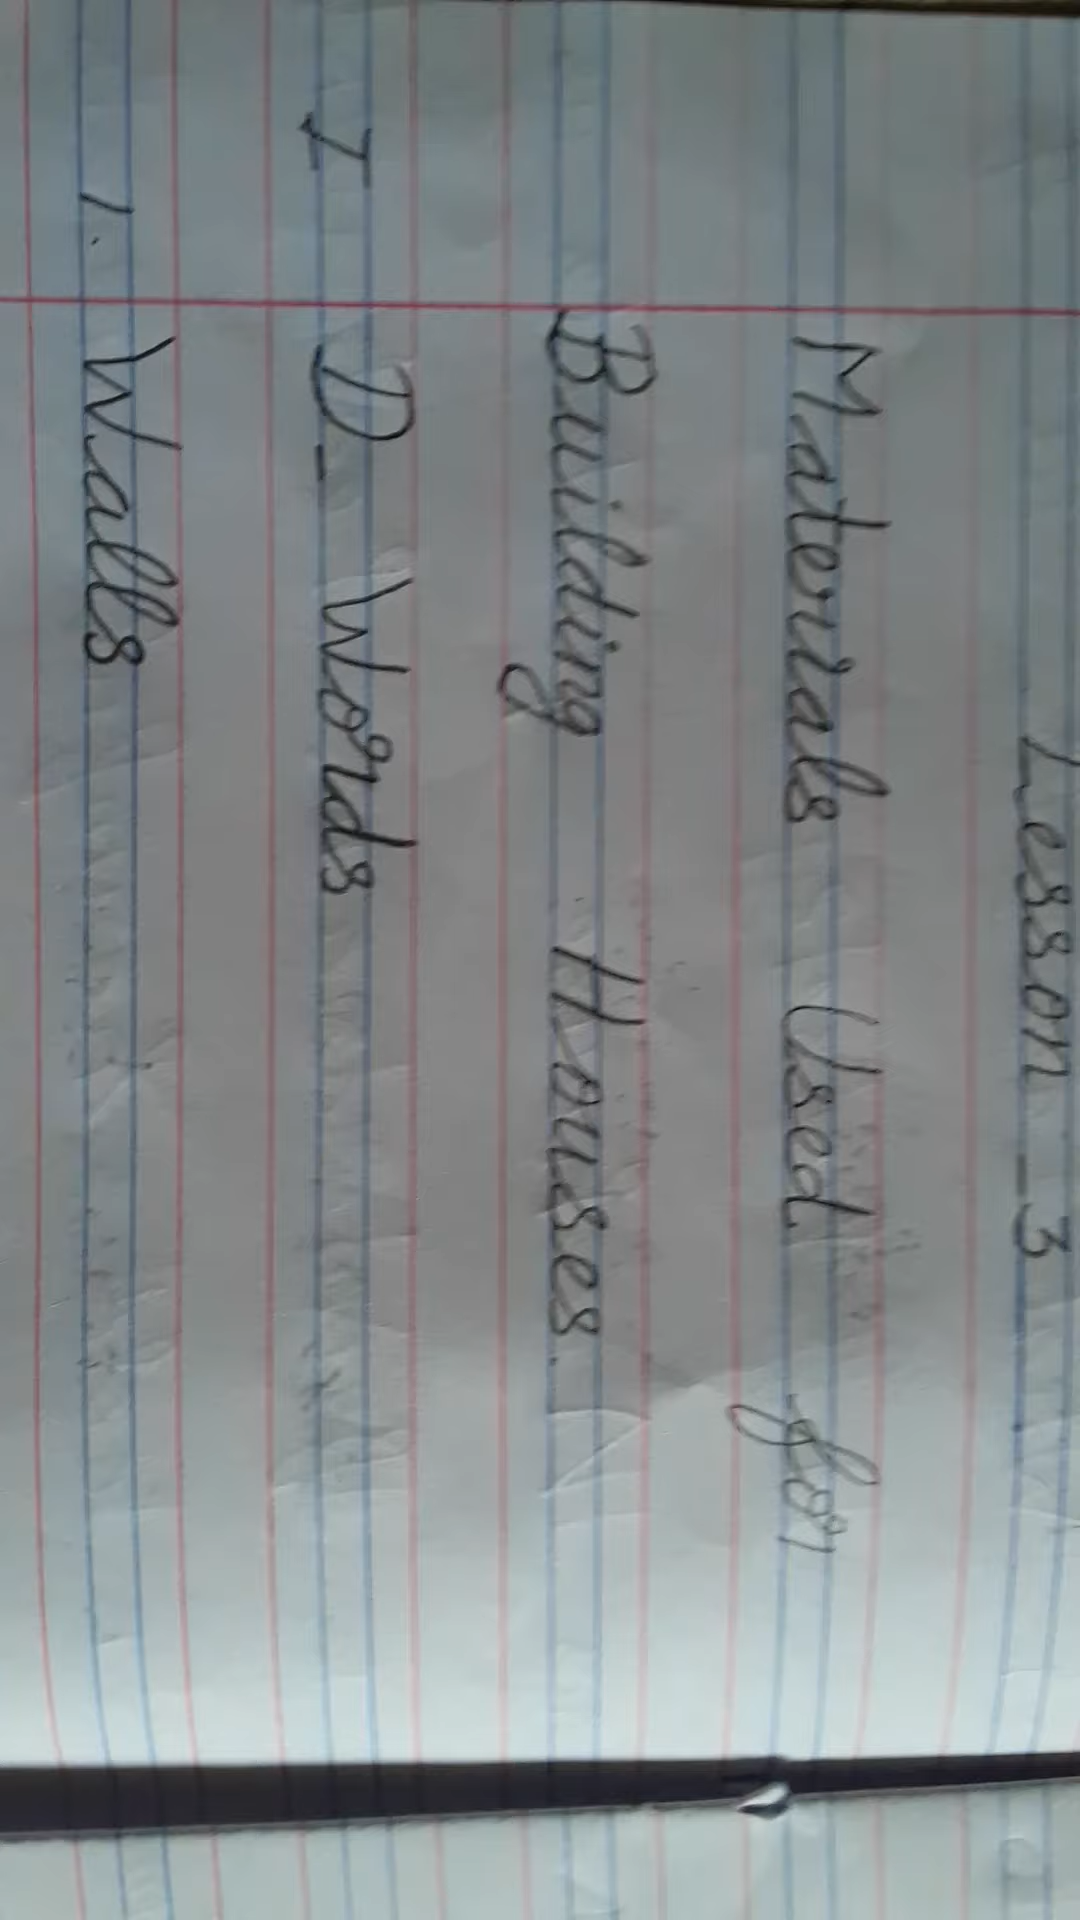 Lesson - 3
Materials Used for
Building Houses.
I D - Words
1. Walls